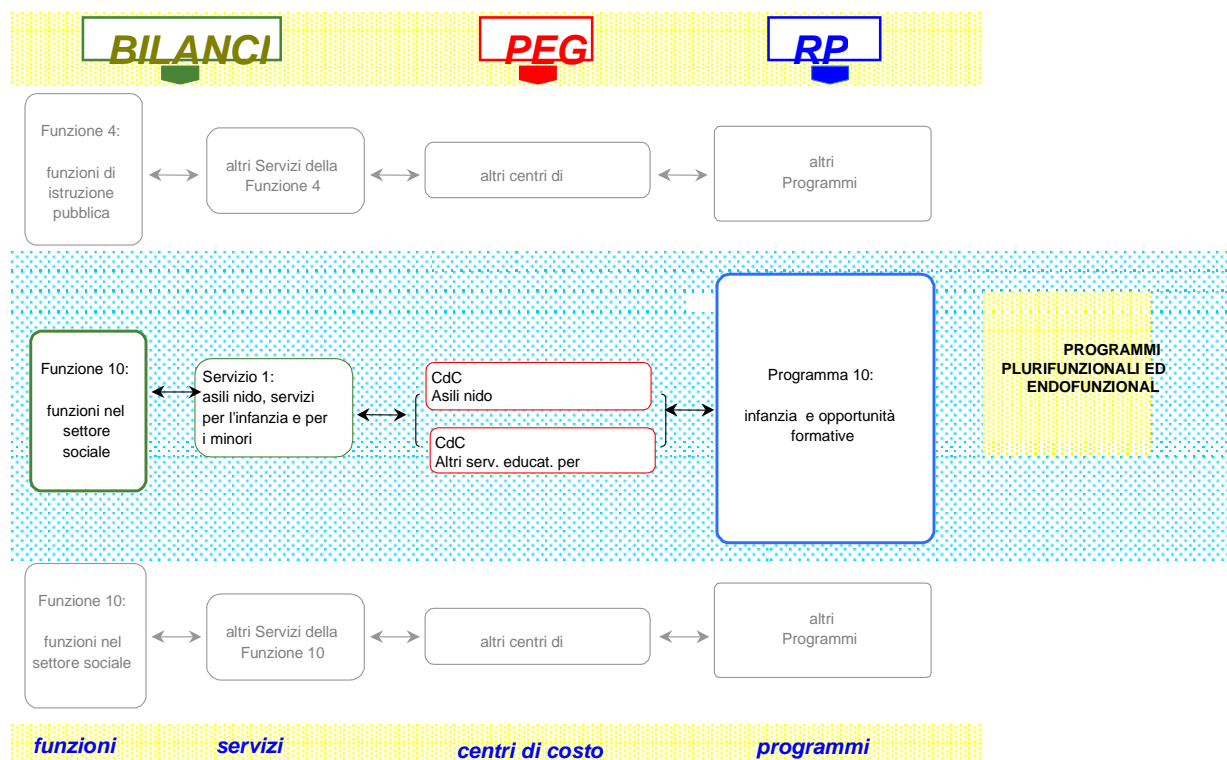 BILANCI
PEG
RP
Funzione 4:
funzioni di
istruzione
pubblica
altri Servizi della
Funzione 4
altri centri di
altri
Programmi
Funzione 10:
funzioni nel
settore
sociale
Servizio 1:
asili nido, servizi
per l'infanzia e per
i minori
CdC
Asili nido
CdC
Altri serv. educat. per
Programma 10:
infanzia e opportunità
formative
PROGRAMMI
PLURIFUNZIONALI ED
ENDOFUNZIONAL
Funzione 10:
funzioni nel
settore sociale
altri Servizi della
Funzione 10
altri centri di
altri
Programmi
funzioni
servizi
centri di costo
programmi